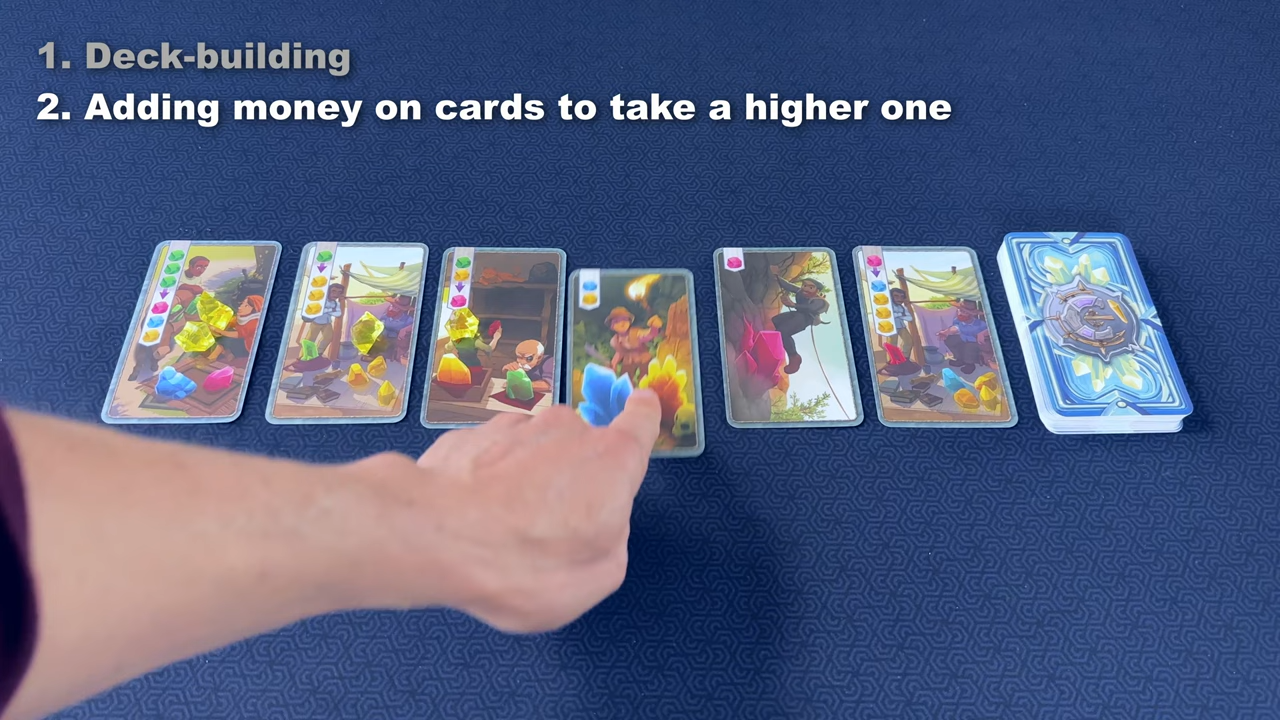 1. Deck-building
2. Adding money on cards to take a higher one